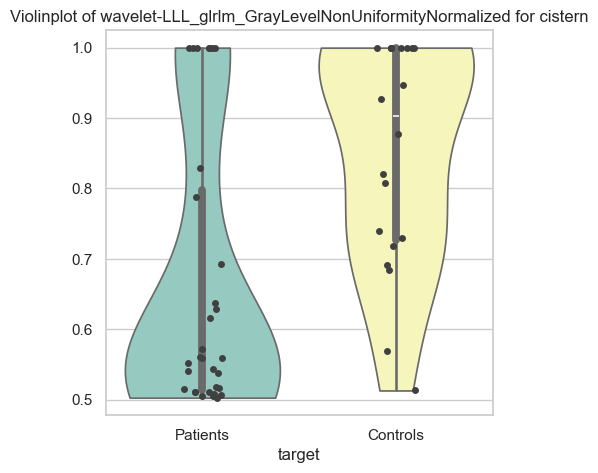 Violinplot of wavelet-LLL_glrlm_GrayLevelNonUniformityNormalized for cistern
1.0
0.9
0.8
0.7
0.6
0.5
Patients Controls
target